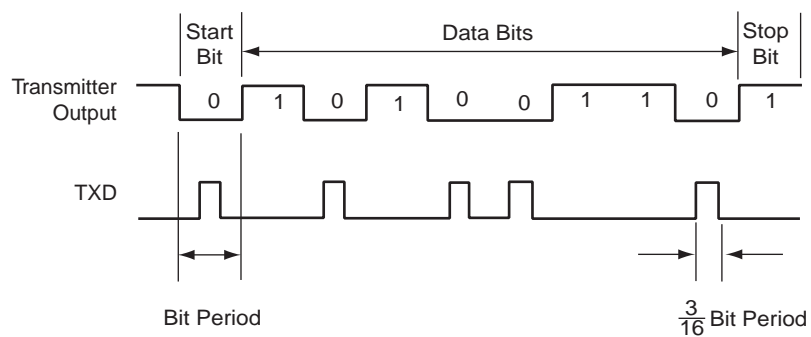 Start
Bit
Data Bits
Stop
Bit
Transmitter
Output
0 1 0 1 0 0 1 1 0 1
TXD
Bit Period
3/16 Bit Period